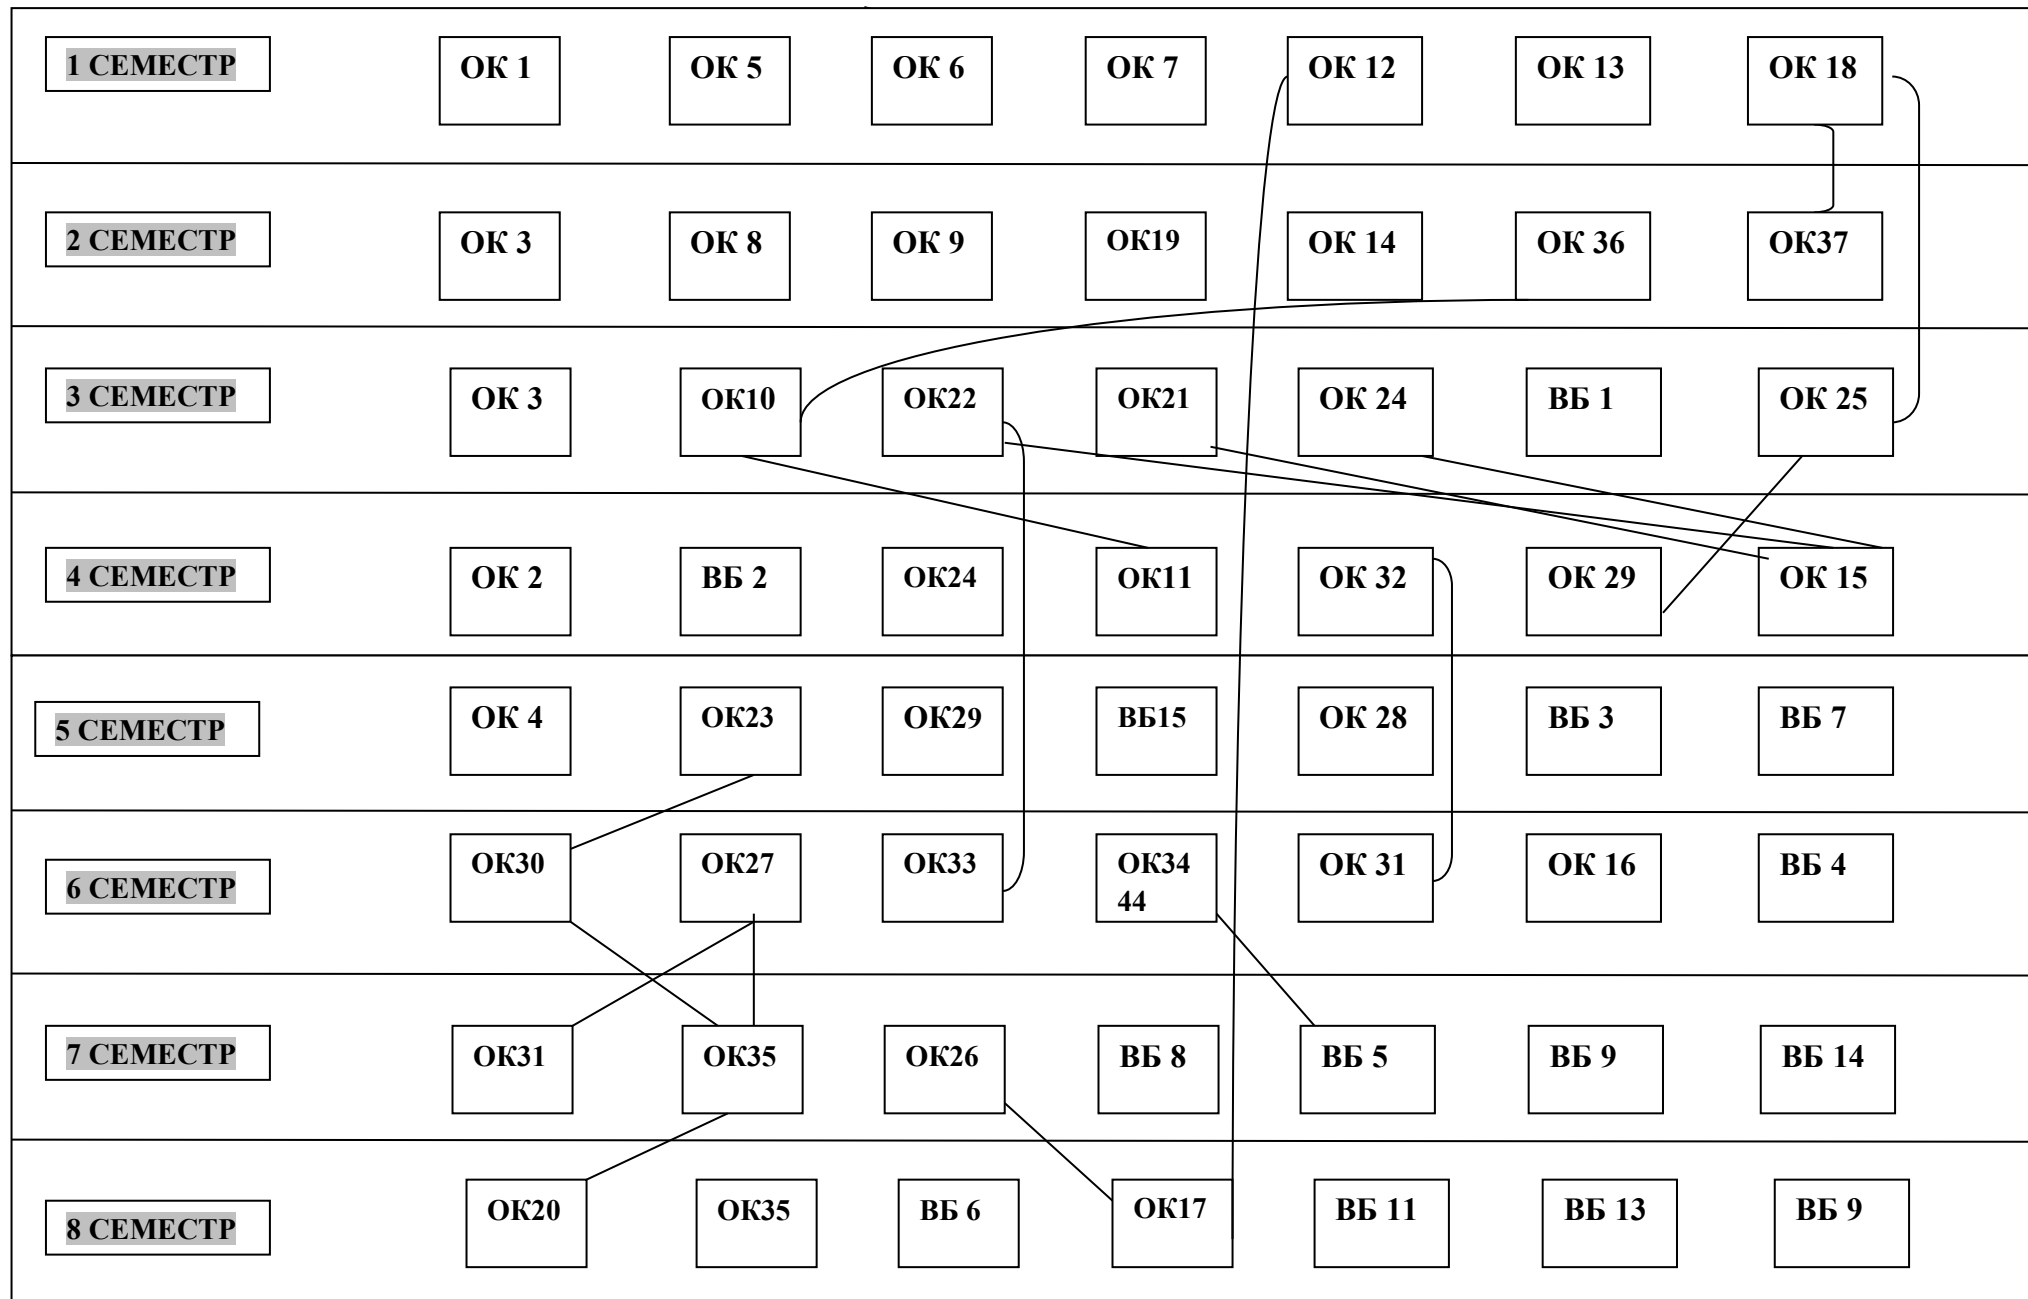 1 СЕМЕСТР ОК 1 ОК 5 ОК 6 ОК 7 ОК 12 ОК 13 ОК 18
2 СЕМЕСТР ОК 3 ОК 8 ОК 9 ОК19 ОК 14 ОК 36 ОК37
3 СЕМЕСТР ОК 3 ОК10 ОК22 ОК21 ОК 24 ВБ 1 ОК 25
4 СЕМЕСТР ОК 2 ВБ 2 ОК24 ОК11 ОК 32 ОК 29 ОК 15
5 СЕМЕСТР ОК 4 ОК23 ОК29 ВБ15 ОК 28 ВБ 3 ВБ 7
6 СЕМЕСТР ОК30 ОК27 ОК33 ОК34 ОК 31 ОК 16 ВБ 4
44
7 СЕМЕСТР ОК31 ОК35 ОК26 ВБ 8 ВБ 5 ВБ 9 ВБ 14
8 СЕМЕСТР ОК20 ОК35 ВБ 6 ОК17 ВБ 11 ВБ 13 ВБ 9